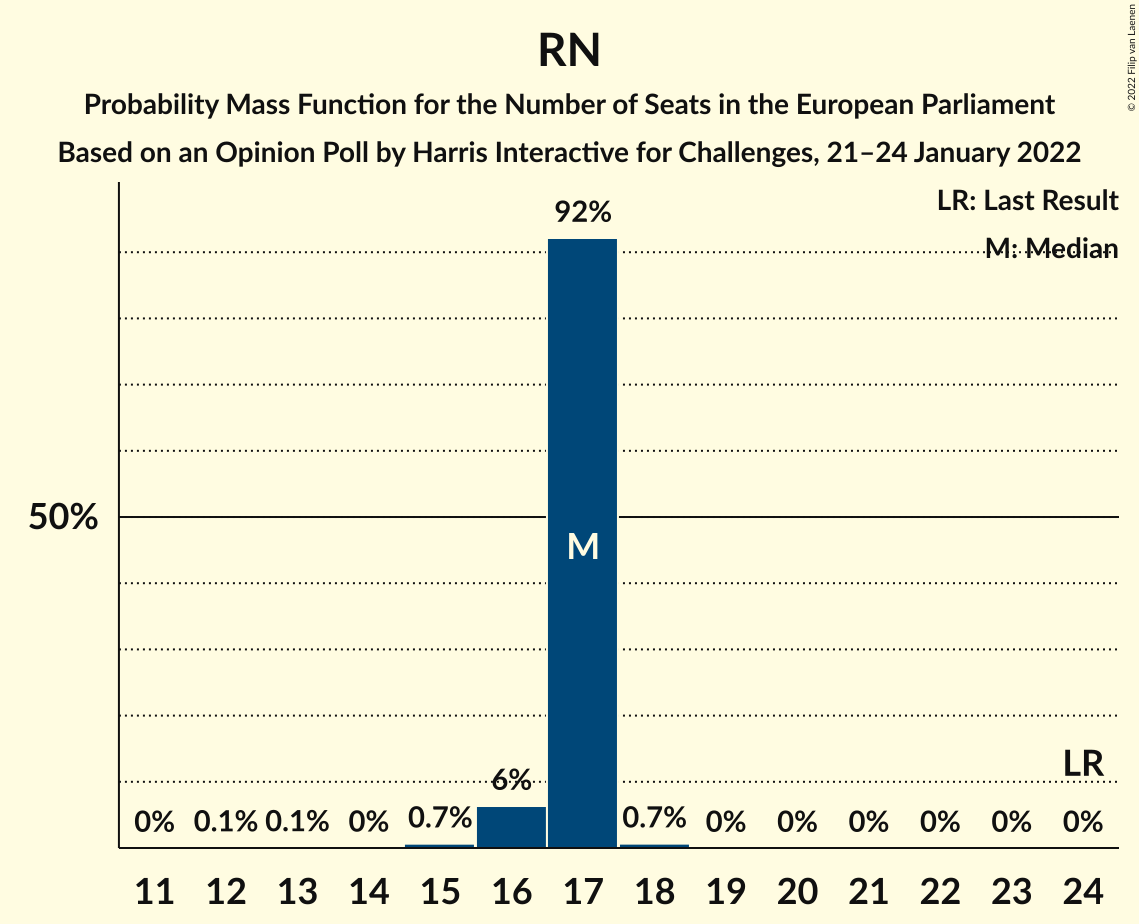 RN
Probability Mass Function for the Number of Seats in the European Parliament
Based on an Opinion Poll by Harris Interactive for Challenges, 21–24 January 2022
© 2022 Filip van Laenen
LR: Last Result
M: Median
50%
92%
M
LR
0% 0.1% 0.1% 0% 0.7% 6% 0.7% 0% 0% 0% 0% 0% 0%
11 12 13 14 15 16 17 18 19 20 21 22 23 24